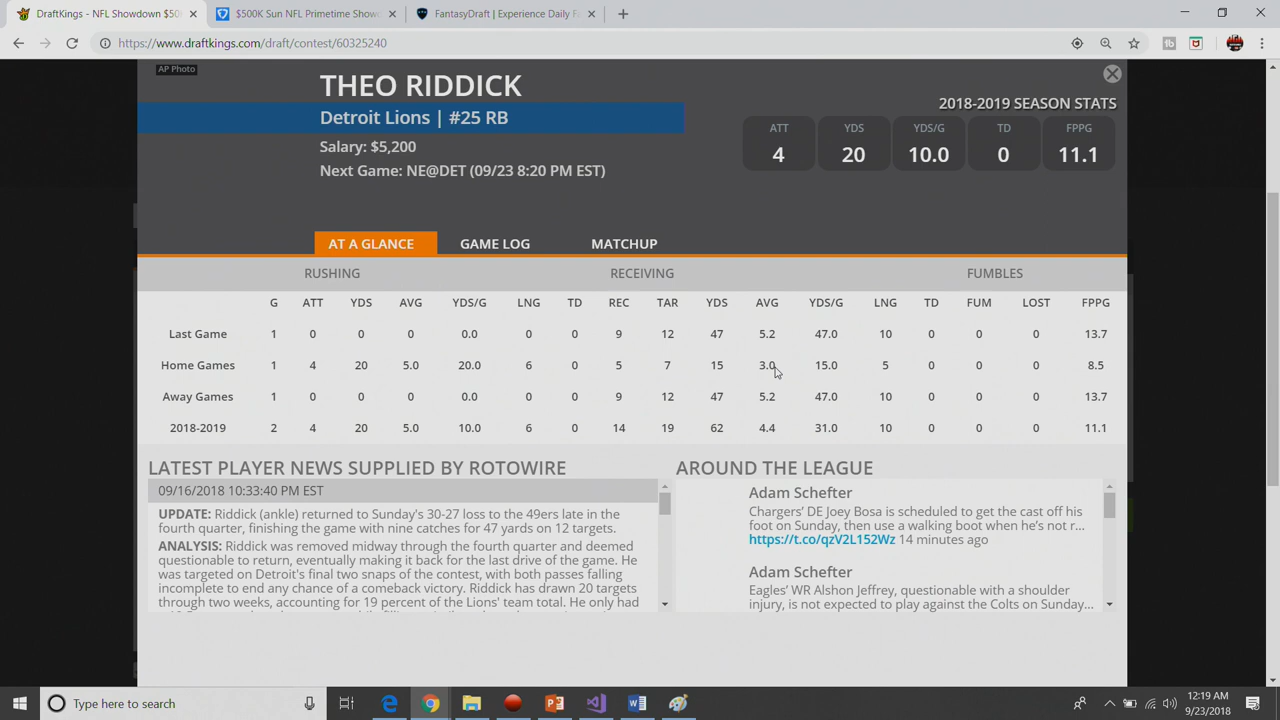 DraftKings - NFL Showdown $50K
$500K Sun NFL Primetime Show
FantasyDraft | Experience Daily F
https://www.draftkings.com/draft/contest/60325240
AP Photo
THEO RIDDICK
Detroit Lions | #25 RB
Salary: $5,200
Next Game: NE@DET (09/23 8:20 PM EST)
2018-2019 SEASON STATS
ATT YDS YDS/G TD FPPG
4 20 10.0 0 11.1
AT A GLANCE GAME LOG MATCHUP
RUSHING RECEIVING FUMBLES
G ATT YDS AVG YDS/G LNG TD REC TAR YDS AVG YDS/G LNG TD FUM LOST FPPG
Last Game 1 0 0 0 0.0 0 0 9 12 47 5.2 47.0 10 0 0 0 13.7
Home Games 1 4 20 5.0 20.0 6 0 5 7 15 3.0 15.0 5 0 0 0 8.5
Away Games 1 0 0 0 0.0 0 0 9 12 47 5.2 47.0 10 0 0 0 13.7
2018-2019 2 4 20 5.0 10.0 6 0 14 19 62 4.4 31.0 10 0 0 0 11.1
LATEST PLAYER NEWS SUPPLIED BY ROTOWIRE
09/16/2018 10:33:40 PM EST
UPDATE: Riddick (ankle) returned to Sunday's 30-27 loss to the 49ers late in the
fourth quarter, finishing the game with nine catches for 47 yards on 12 targets.
ANALYSIS: Riddick was removed midway through the fourth quarter and deemed
questionable to return, eventually making it back for the last drive of the game. He
was targeted on Detroit's final two snaps of the contest, with both passes falling
incomplete to end any chance of a comeback victory. Riddick has drawn 20 targets
through two weeks, accounting for 19 percent of the Lions' team total. He only had
AROUND THE LEAGUE
Adam Schefter
Chargers' DE Joey Bosa is scheduled to get the cast off his
foot on Sunday, then use a walking boot when he's not r...
https://t.co/qzV2L152Wz 14 minutes ago
Adam Schefter
Eagles' WR Alshon Jeffrey, questionable with a shoulder
injury, is not expected to play against the Colts on Sunday...
Type here to search
12:19 AM
9/23/2018